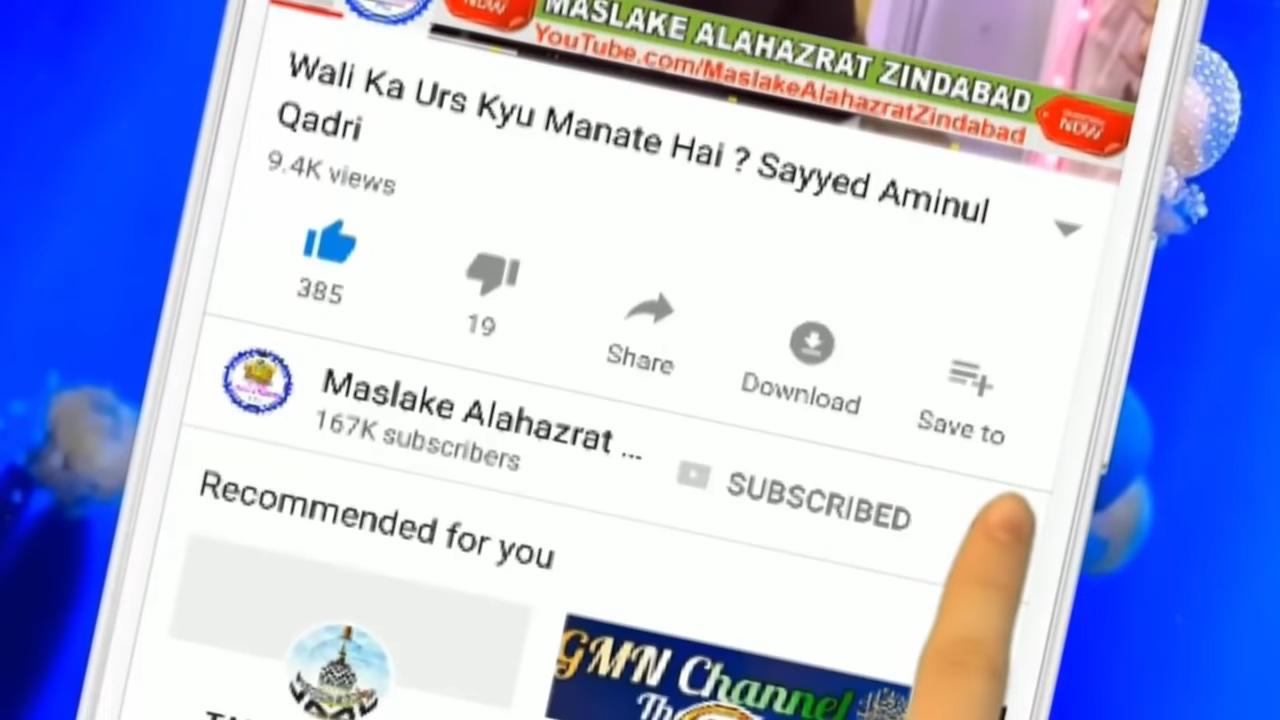 NOW
MASLAKE ALAHAZRAT ZINDABAD
YouTube.com/MaslakeAlahazratZindabad
NOW
Wali Ka Urs Kyu Manate Hai ? Sayyed Aminul
Qadri
9.4K views
385
19
Share
Download
Save to
Maslake Alahazrat ...
167K subscribers
SUBSCRIBED
Recommended for you
GMN Channel
Th